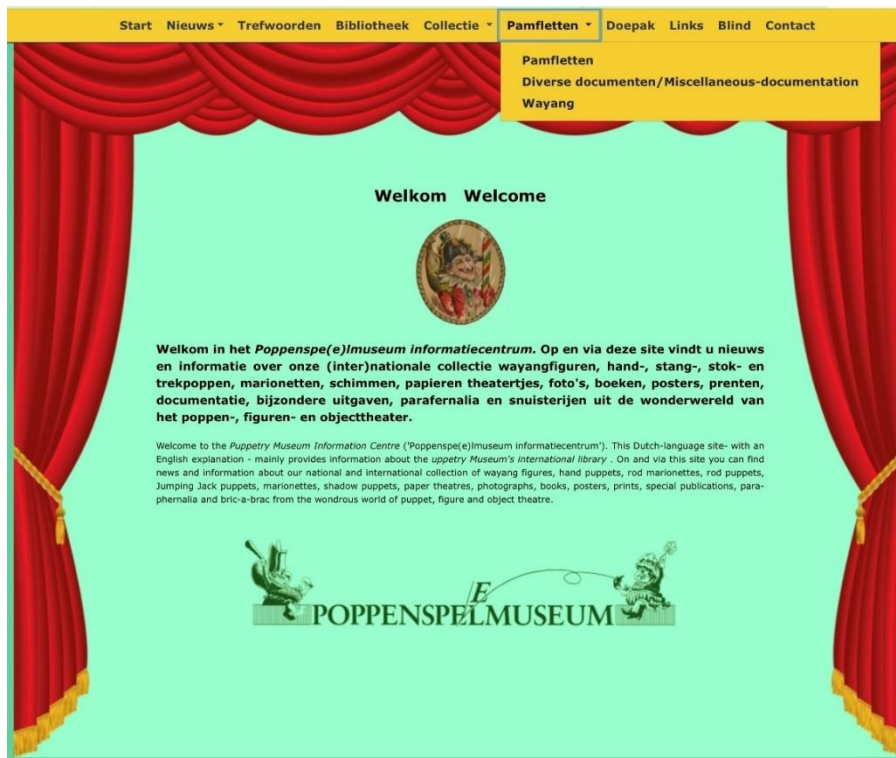 Start Nieuws Trefwoorden Bibliotheek Collectie Pamfletten Doepak Links Blind Contact
Pamfletten
Diverse documenten/Miscellaneous-documentation
Wayang
Welkom Welcome
Welkom in het Poppenspe(e)lmuseum informatiecentrum. Op en via deze site vindt u nieuws
en informatie over onze (inter)nationale collectie wayangfiguren, hand-, stang-, stok- en
trekpoppen, marionetten, schimmen, papieren theatertjes, foto's, boeken, posters, prenten,
documentatie, bijzondere uitgaven, parafernalia en snuisterijen uit de wonderwereld van
het poppen-, figuren- en objecttheater.
Welcome to the Puppetry Museum Information Centre ('Poppenspe(e)lmuseum informatiecentrum'). This Dutch-language site- with an
English explanation - mainly provides information about the uppetry Museum's international library . On and via this site you can find
news and information about our national and international collection of wayang figures, hand puppets, rod marionettes, rod puppets,
Jumping Jack puppets, marionettes, shadow puppets, paper theatres, photographs, books, posters, prints, special publications, para-
phernalia and bric-a-brac from the wondrous world of puppet, figure and object theatre.
E
POPPENSPELMUSEUM